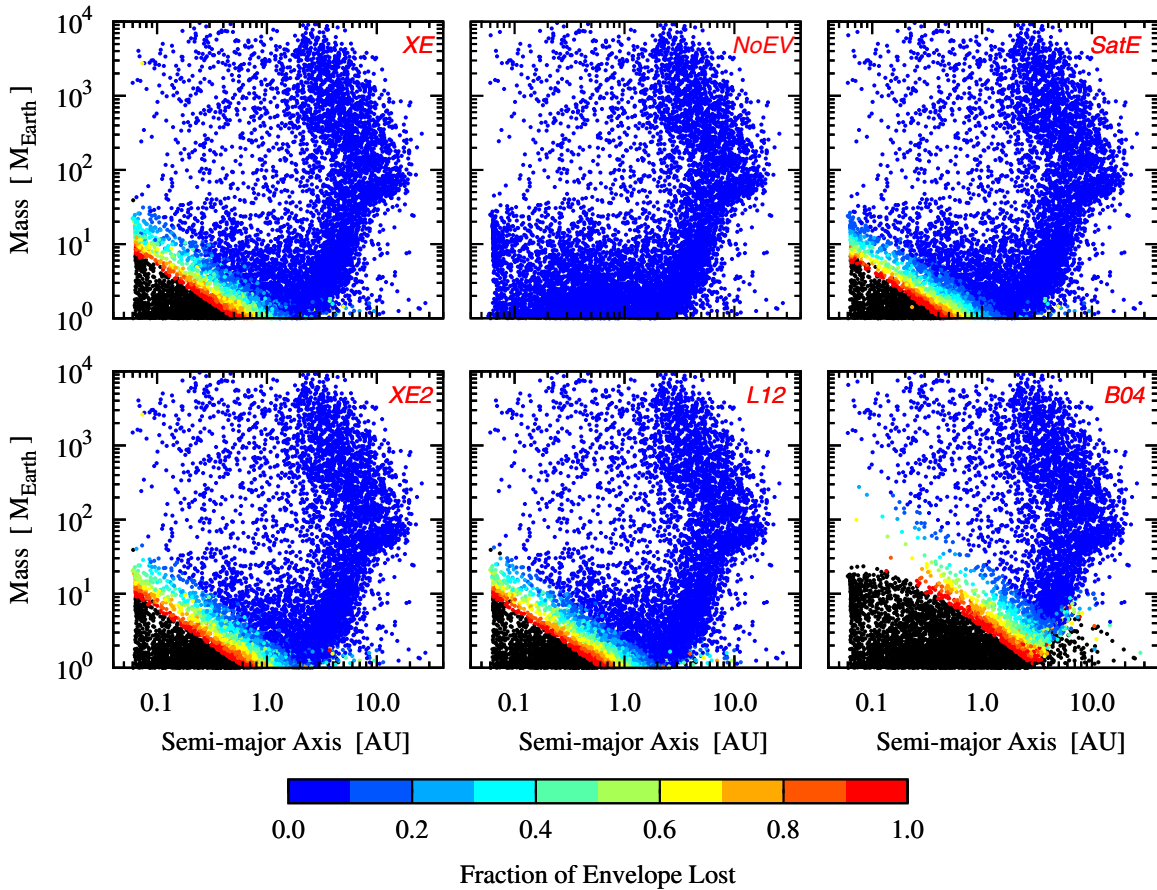 XE
NoEV
SatE
10^4
10^3
10^2
10^1
10^0
Mass [ M_Earth ]
XE2
L12
B04
10^4
10^3
10^2
10^1
10^0
Mass [ M_Earth ]
0.1 1.0 10.0
0.1 1.0 10.0
0.1 1.0 10.0
Semi-major Axis [AU]
Semi-major Axis [AU]
Semi-major Axis [AU]
0.0 0.2 0.4 0.6 0.8 1.0
Fraction of Envelope Lost